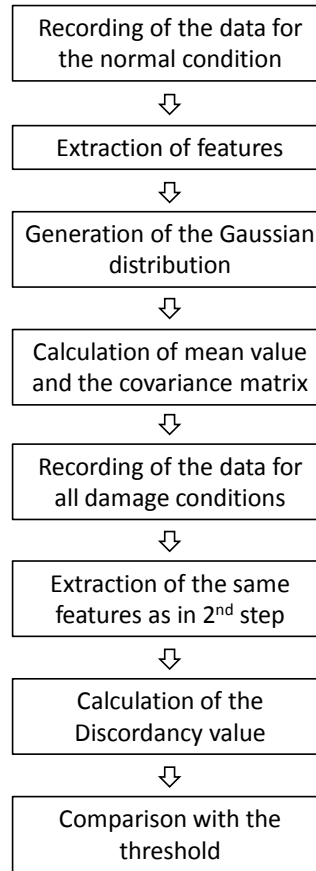 Recording of the data for
the normal condition
Extraction of features
Generation of the Gaussian
distribution
Calculation of mean value
and the covariance matrix
Recording of the data for
all damage conditions
Extraction of the same
features as in 2nd step
Calculation of the
Discordancy value
Comparison with the
threshold